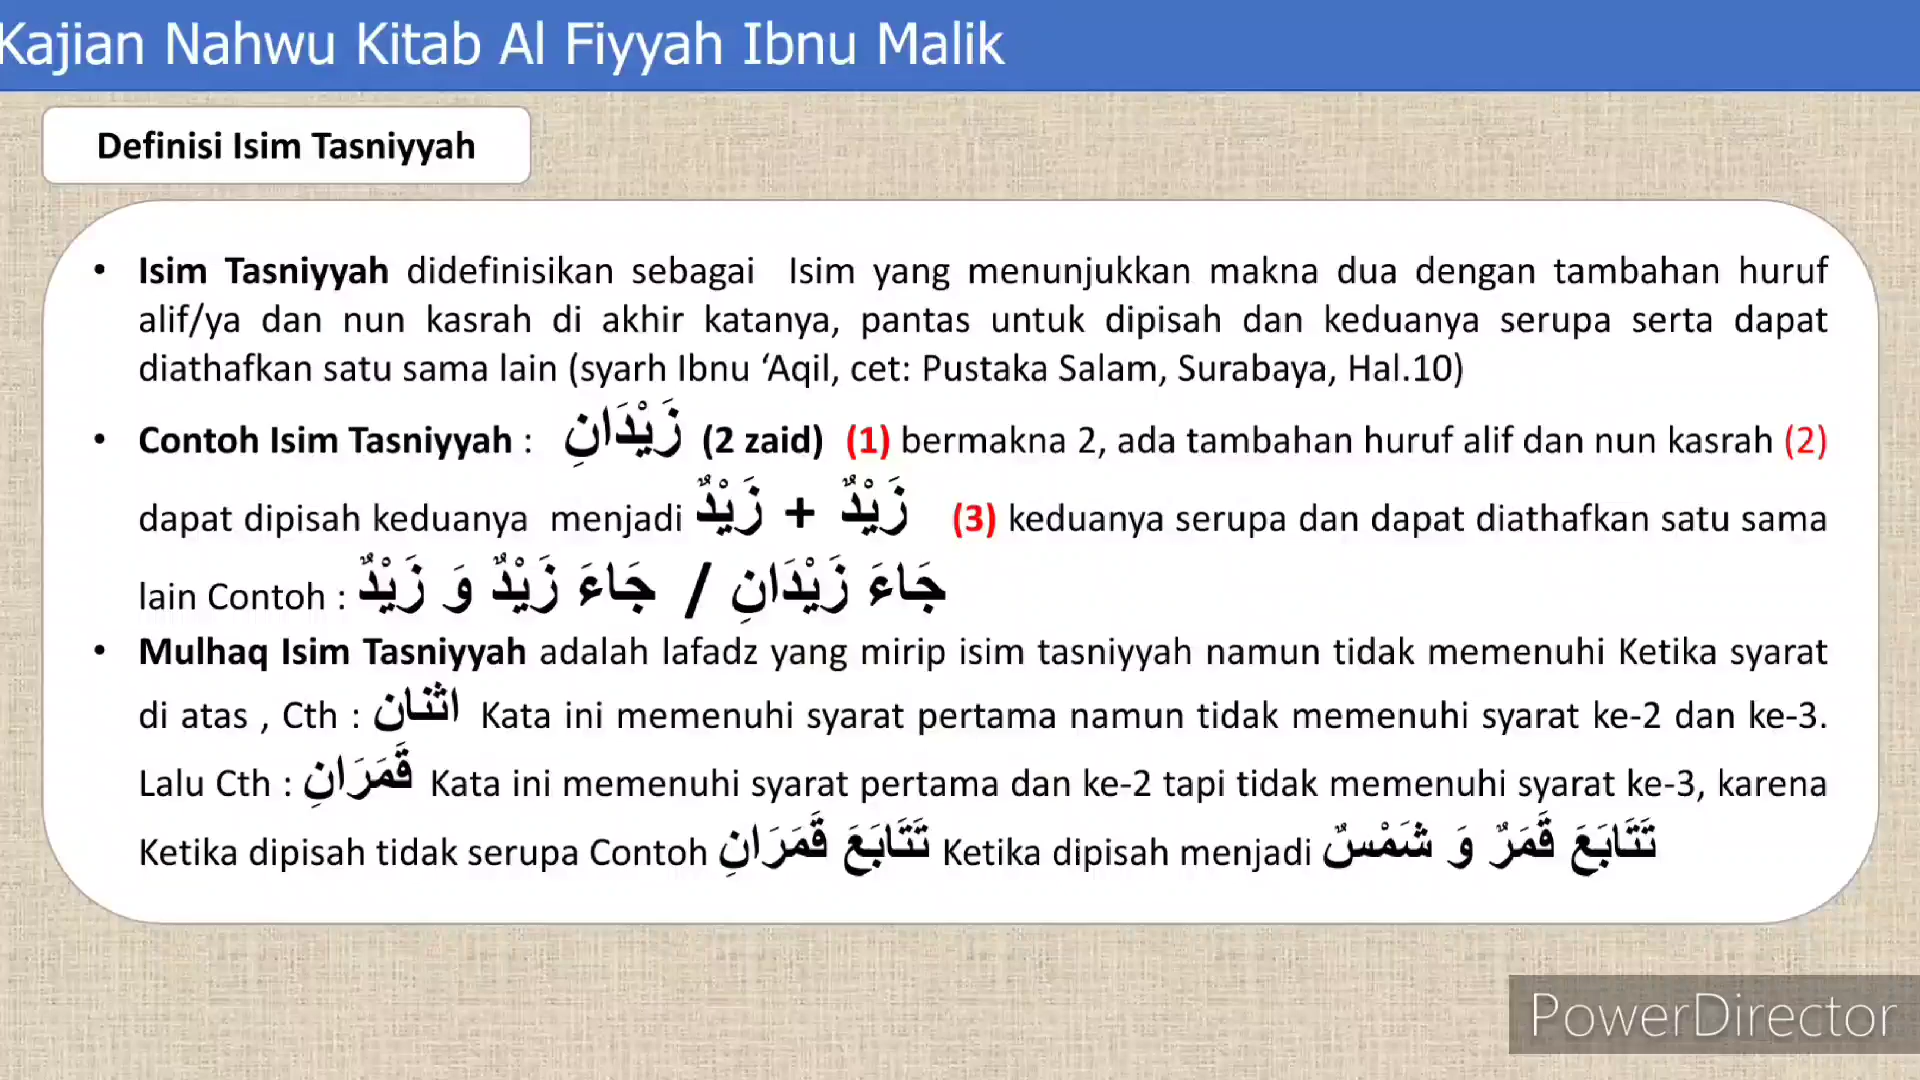 Kajian Nahwu Kitab Al Fiyyah Ibnu Malik
Definisi Isim Tasniyyah
• Isim Tasniyyah didefinisikan sebagai Isim yang menunjukkan makna dua dengan tambahan huruf
alif/ya dan nun kasrah di akhir katanya, pantas untuk dipisah dan keduanya serupa serta dapat
diathafkan satu sama lain (syarh Ibnu ‘Aqil, cet: Pustaka Salam, Surabaya, Hal.10)
• Contoh Isim Tasniyyah : زَيْدَانِ (2 zaid) (1) bermakna 2, ada tambahan huruf alif dan nun kasrah (2)
dapat dipisah keduanya menjadi زَيْدٌ + زَيْدٌ (3) keduanya serupa dan dapat diathafkan satu sama
lain Contoh : جَاءَ زَيْدَانِ / جَاءَ زَيْدٌ وَ زَيْدٌ
• Mulhaq Isim Tasniyyah adalah lafadz yang mirip isim tasniyyah namun tidak memenuhi Ketika syarat
di atas , Cth : اثنان Kata ini memenuhi syarat pertama namun tidak memenuhi syarat ke-2 dan ke-3.
Lalu Cth : قَمَرَانِ Kata ini memenuhi syarat pertama dan ke-2 tapi tidak memenuhi syarat ke-3, karena
Ketika dipisah tidak serupa Contoh تَتَابَعَ قَمَرَانِ Ketika dipisah menjadi تَتَابَعَ قَمَرٌ وَ شَمْسٌ
PowerDirector